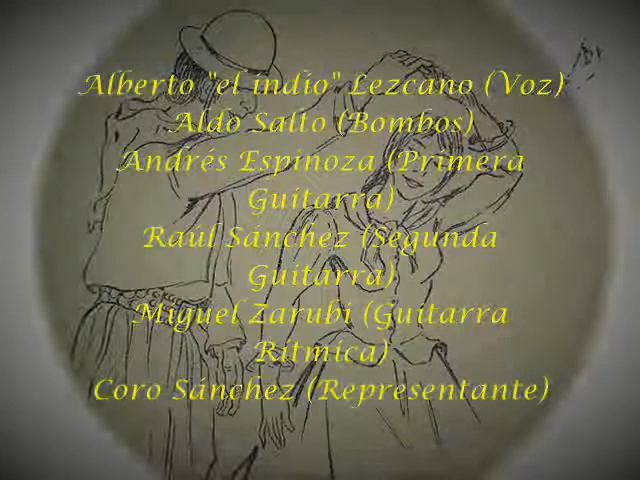 Alberto "el indio" Lezcano (Voz)
Aldo Salto (Bombos)
Andrés Espinoza (Primera
Guitarra)
Raúl Sánchez (Segunda
Guitarra)
Miguel Zarubi (Guitarra
Rítmica)
Coro Sánchez (Representante)